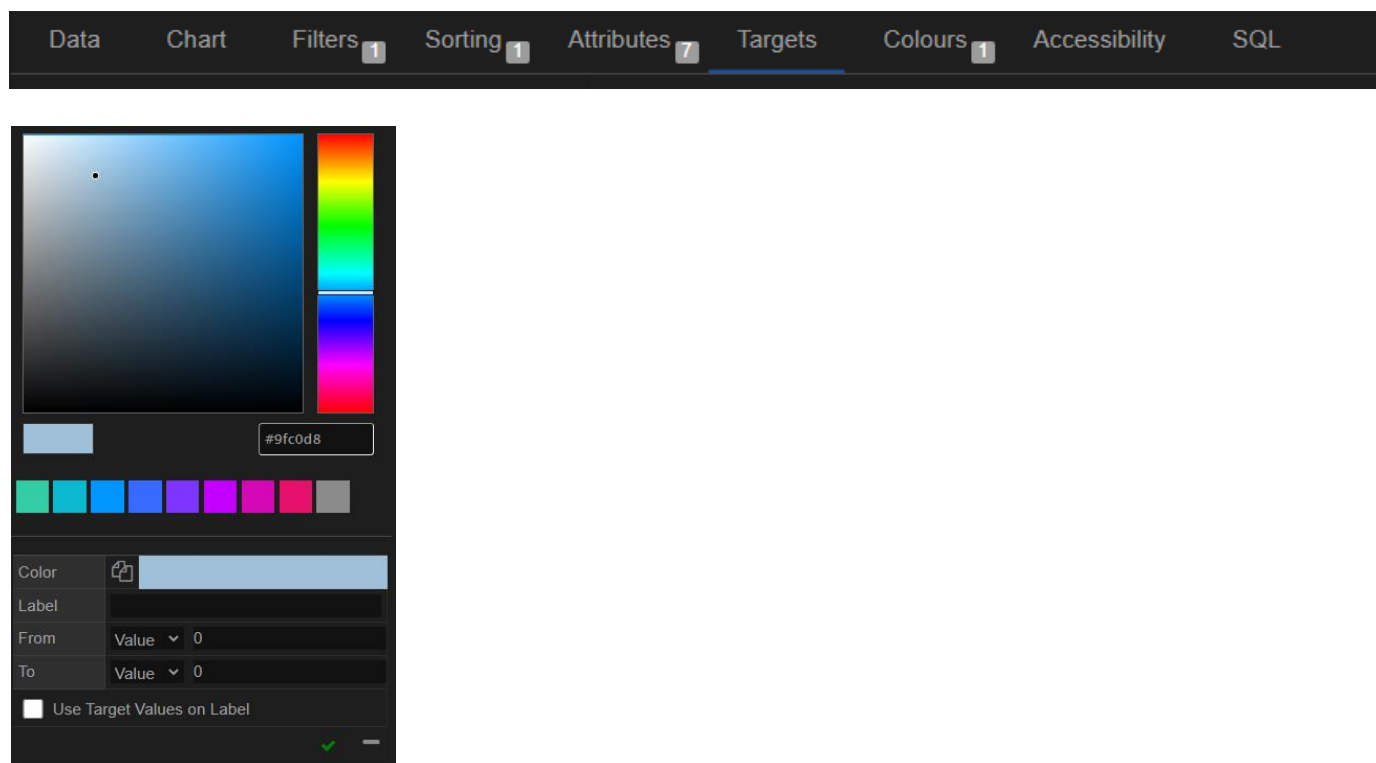 Data Chart Filters 1 Sorting 1 Attributes 7 Targets Colours 1 Accessibility SQL
#9fc0d8
Color
Label
From Value 0
To Value 0
Use Target Values on Label